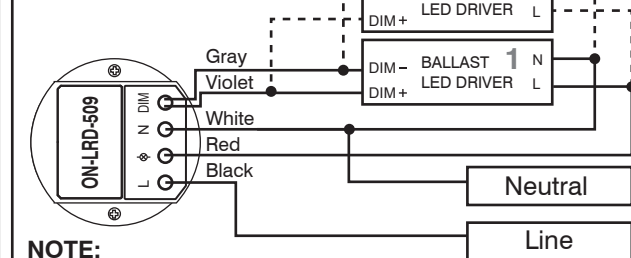 LED DRIVER L
DIM+
Gray
DIM– BALLAST 1 N
LED DRIVER L
DIM+
Violet
White
Red
Black
ON-LRD-509
DIM
N
L
Neutral
Line
NOTE: